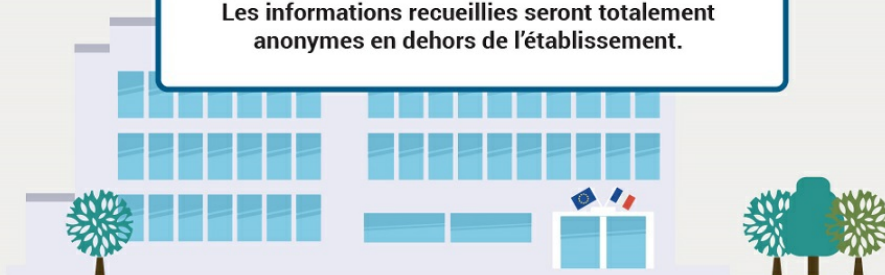 Les informations recueillies seront totalement
anonymes en dehors de l’établissement.